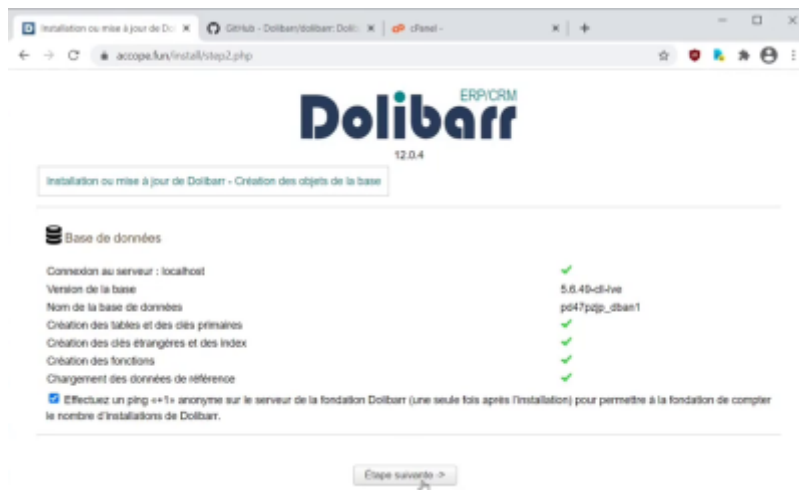 Installation ou mise à jour de Do
GitHub - Dolibarr/dolibarr: Doli
cPanel -
accope.fun/install/step2.php
Dolibarr
ERP/CRM
12.0.4
Installation ou mise à jour de Dolibarr - Création des objets de la base
Base de données
Connexion au serveur : localhost
Version de la base 5.6.49-cll-lve
Nom de la base de données pd47pzjp_dban1
Création des tables et des clés primaires
Création des clés étrangères et des index
Création des fonctions
Chargement des données de référence
Effectuez un ping «+1» anonyme sur le serveur de la fondation Dolibarr (une seule fois après l'installation) pour permettre à la fondation de compter
le nombre d'installations de Dolibarr.
Étape suivante ->